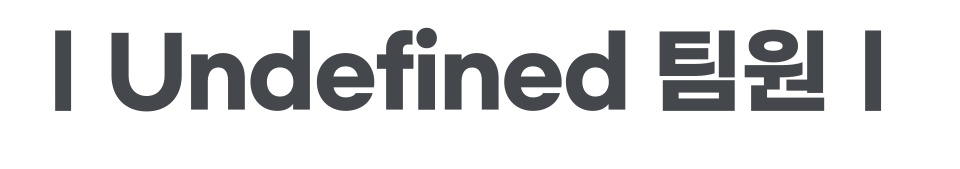 | Undefined 팀원 |